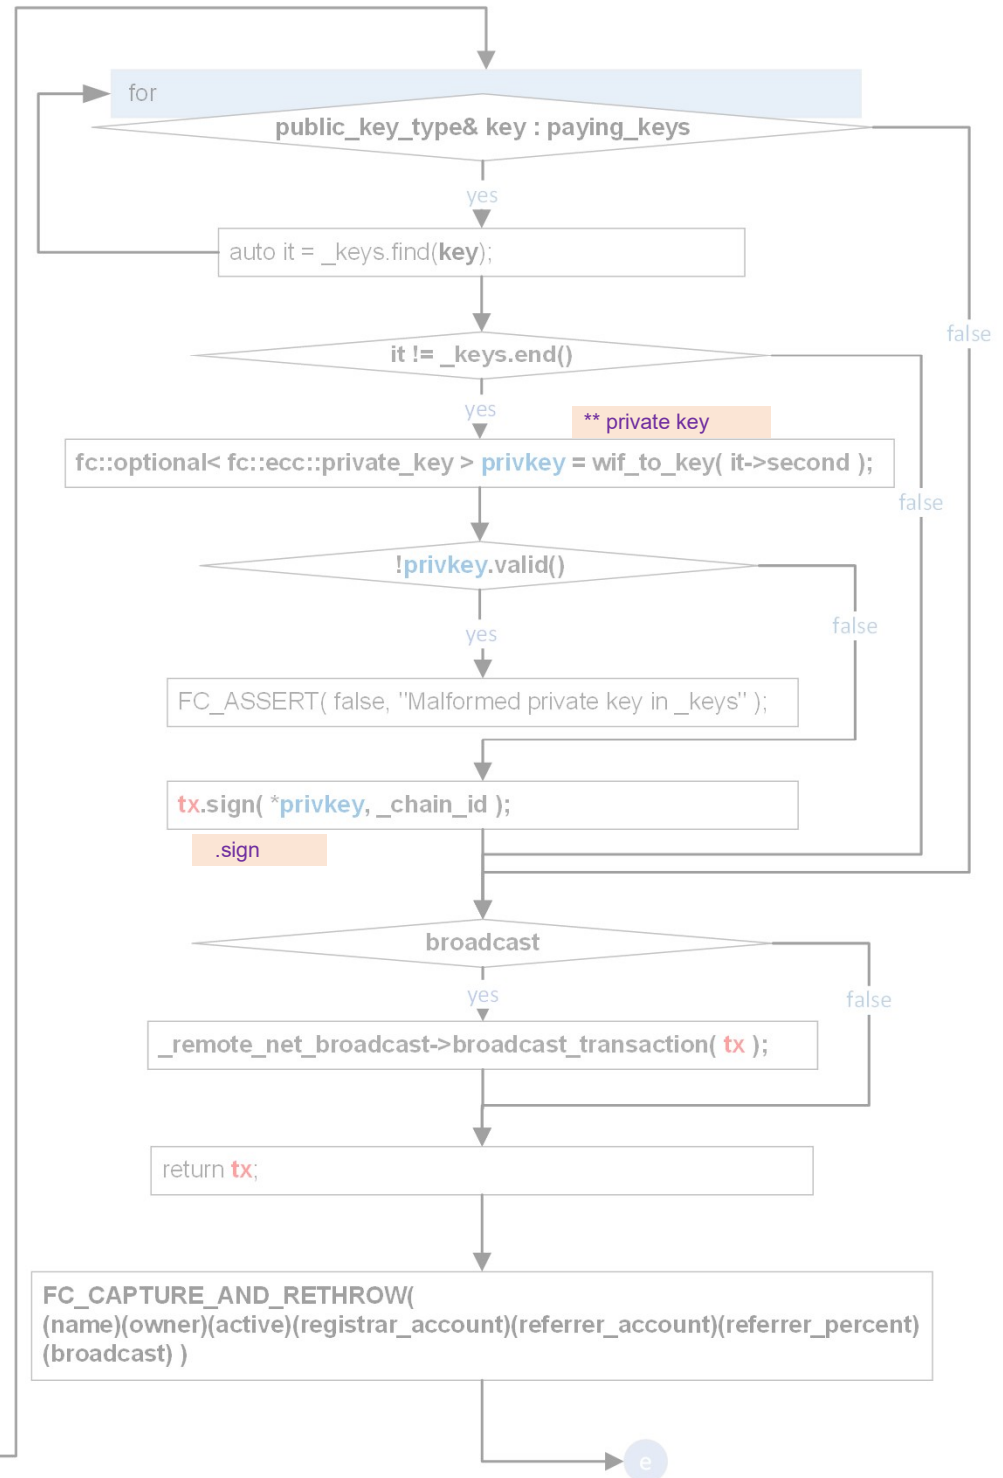 for
public_key_type& key : paying_keys
yes
auto it = _keys.find(key);
false
it != _keys.end()
yes
** private key
fc::optional< fc::ecc::private_key > privkey = wif_to_key( it->second );
false
!privkey.valid()
false
yes
FC_ASSERT( false, "Malformed private key in _keys" );
tx.sign( *privkey, _chain_id );
.sign
broadcast
yes
false
_remote_net_broadcast->broadcast_transaction( tx );
return tx;
FC_CAPTURE_AND_RETHROW(
(name)(owner)(active)(registrar_account)(referrer_account)(referrer_percent)
(broadcast) )
e